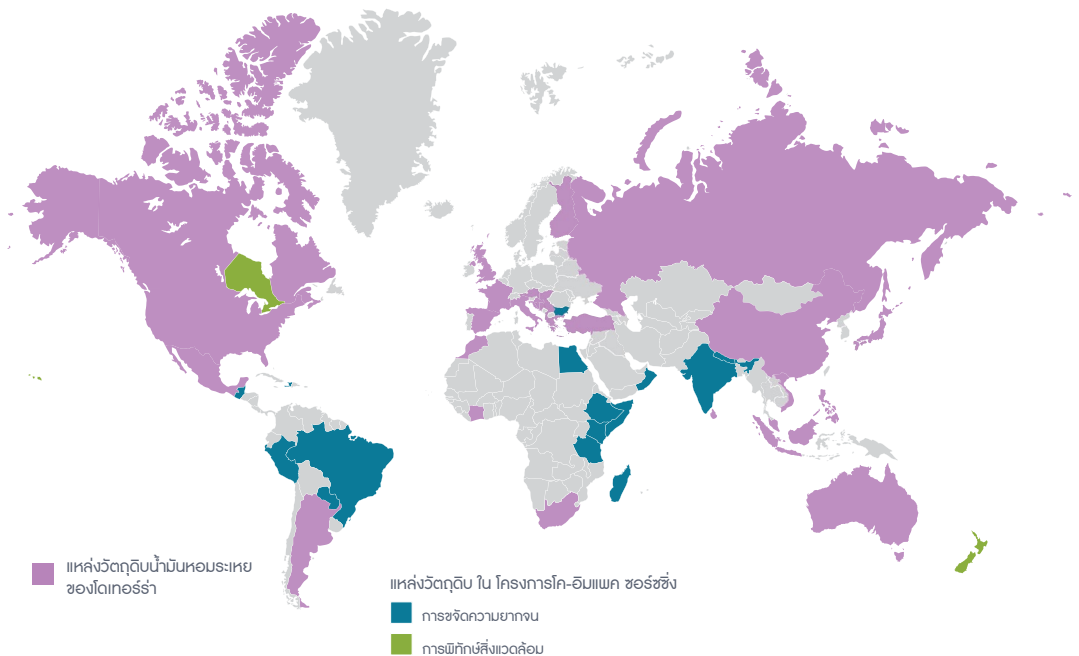 แหล่งวัตถุดิบน้ำมันหอมระเหย
ของโดเทอร์ร่า
แหล่งวัตถุดิบ ใน โครงการโค-อิมแพค ซอร์ซซิ่ง
การขจัดความยากจน
การพิทักษ์สิ่งแวดล้อม